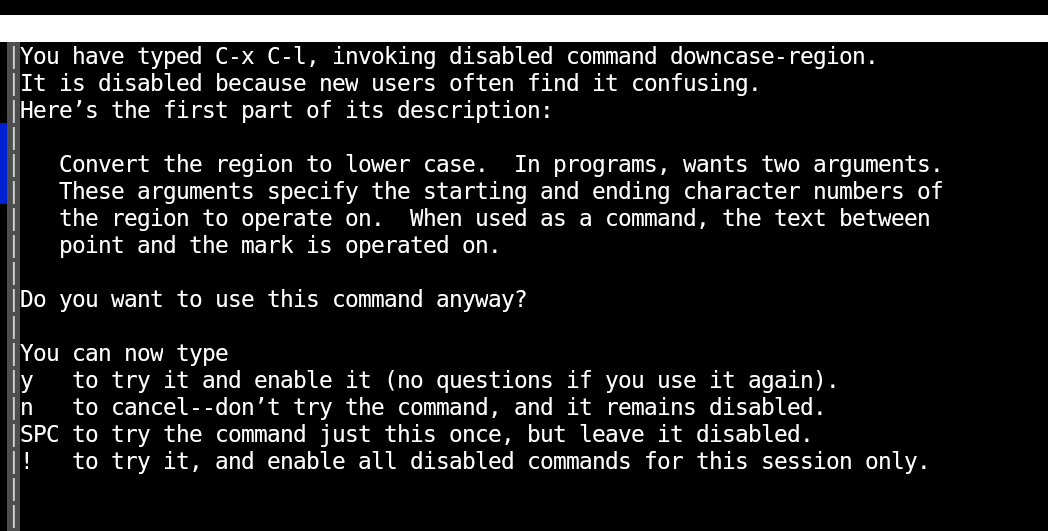 You have typed C-x C-l, invoking disabled command downcase-region.
It is disabled because new users often find it confusing.
Here’s the first part of its description:

   Convert the region to lower case.  In programs, wants two arguments.
   These arguments specify the starting and ending character numbers of
   the region to operate on.  When used as a command, the text between
   point and the mark is operated on.

Do you want to use this command anyway?

You can now type
y   to try it and enable it (no questions if you use it again).
n   to cancel--don’t try the command, and it remains disabled.
SPC to try the command just this once, but leave it disabled.
!   to try it, and enable all disabled commands for this session only.